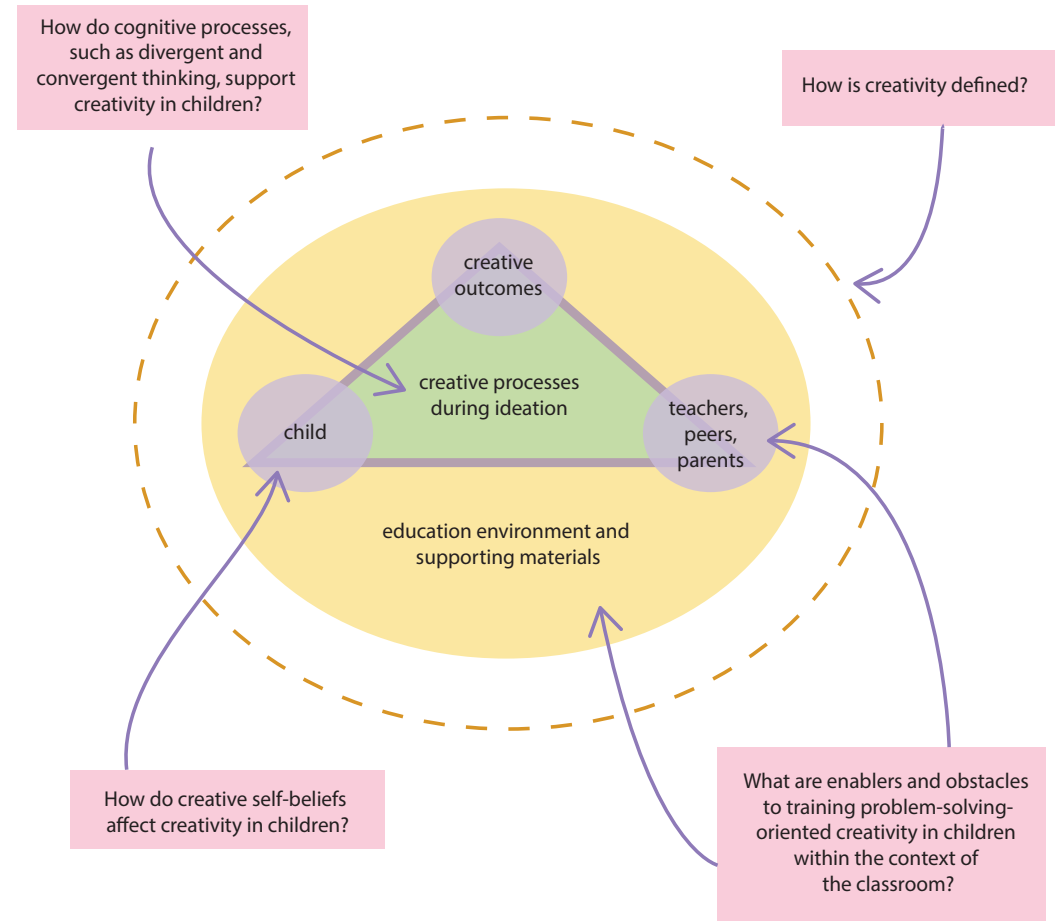 How do cognitive processes,
such as divergent and
convergent thinking, support
creativity in children?
How is creativity defined?
creative
outcomes
creative processes
during ideation
child
teachers,
peers,
parents
education environment and
supporting materials
How do creative self-beliefs
affect creativity in children?
What are enablers and obstacles
to training problem-solving-
oriented creativity in children
within the context of
the classroom?